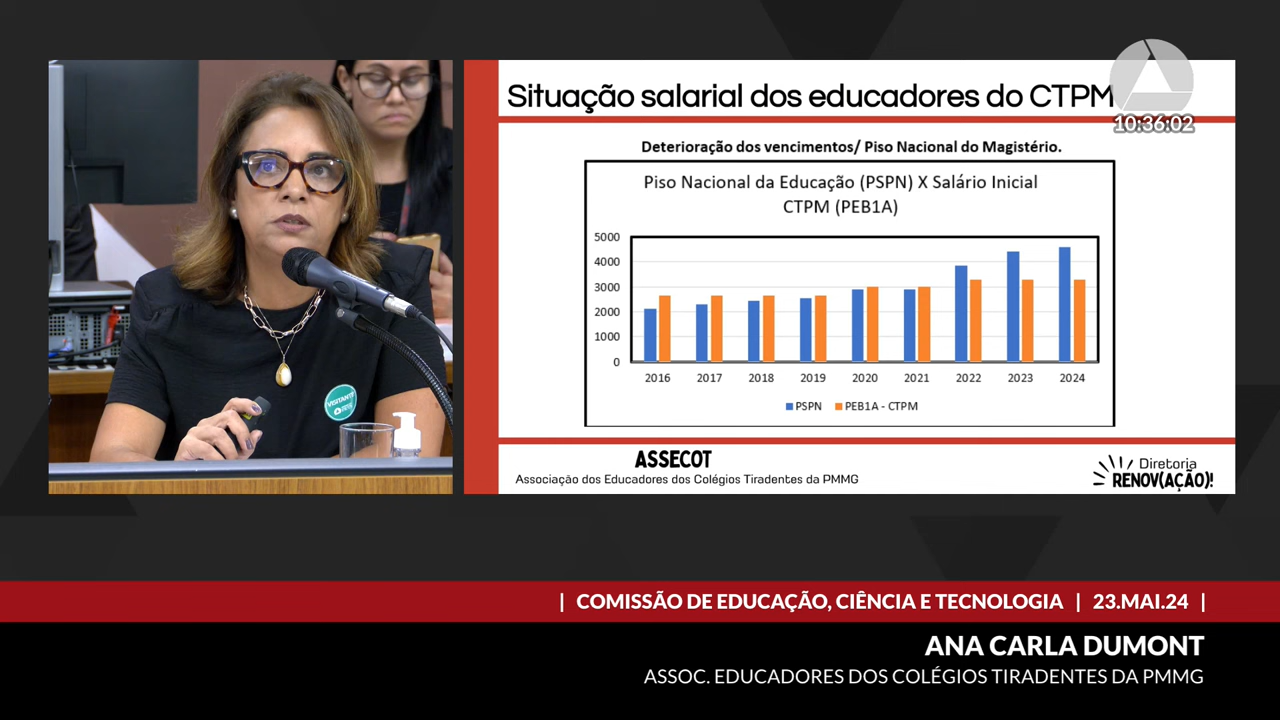 Situação salarial dos educadores do CTPM
10:36:02
Deterioração dos vencimentos/ Piso Nacional do Magistério.
Piso Nacional da Educação (PSPN) X Salário Inicial
CTPM (PEB1A)
5000
4000
3000
2000
1000
0
2016 2017 2018 2019 2020 2021 2022 2023 2024
PSPN PEB1A - CTPM
ASSECOT
Associação dos Educadores dos Colégios Tiradentes da PMMG
Diretoria
RENOV(AÇÃO)!
VISITANTE
| COMISSÃO DE EDUCAÇÃO, CIÊNCIA E TECNOLOGIA | 23.MAI.24 |
ANA CARLA DUMONT
ASSOC. EDUCADORES DOS COLÉGIOS TIRADENTES DA PMMG